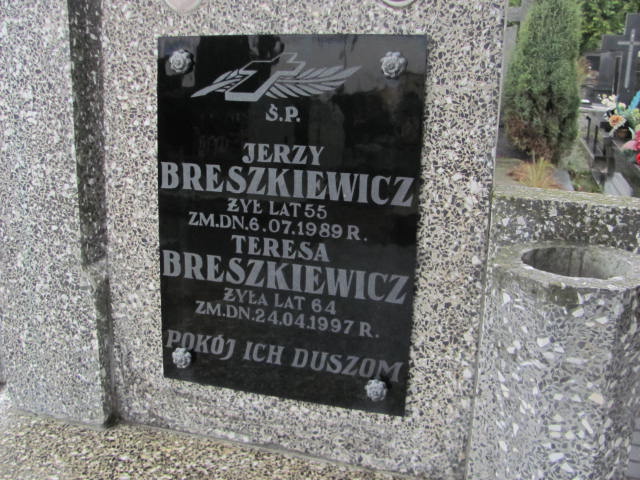 Ś.P.
JERZY
BRESZKIEWICZ
ŻYŁ LAT 55
ZM.DN.6.07.1989 R.
TERESA
BRESZKIEWICZ
ŻYŁA LAT 64
ZM.DN.24.04.1997 R.
POKÓJ ICH DUSZOM